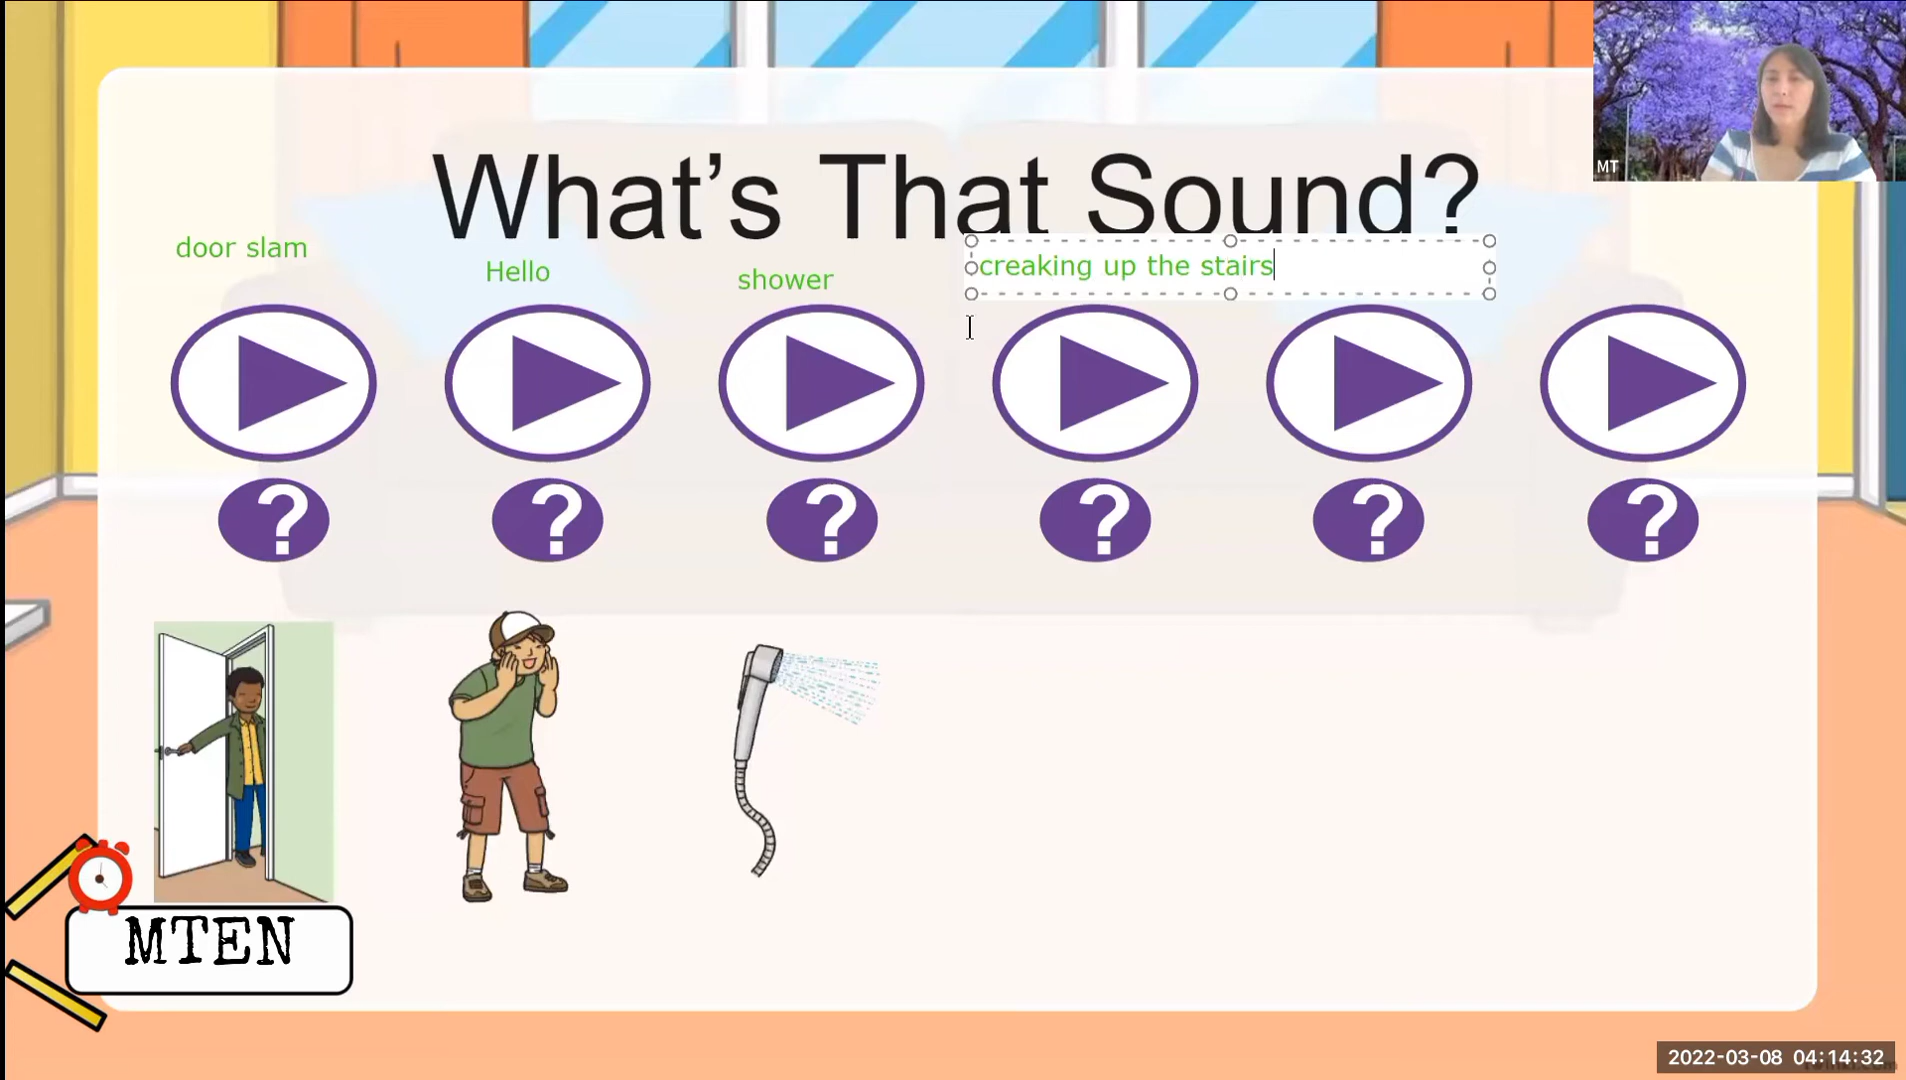 What's That Sound?
MT
door slam
Hello
shower
creaking up the stairs
? ? ? ? ? ?
MTEN
2022-03-08 04:14:32